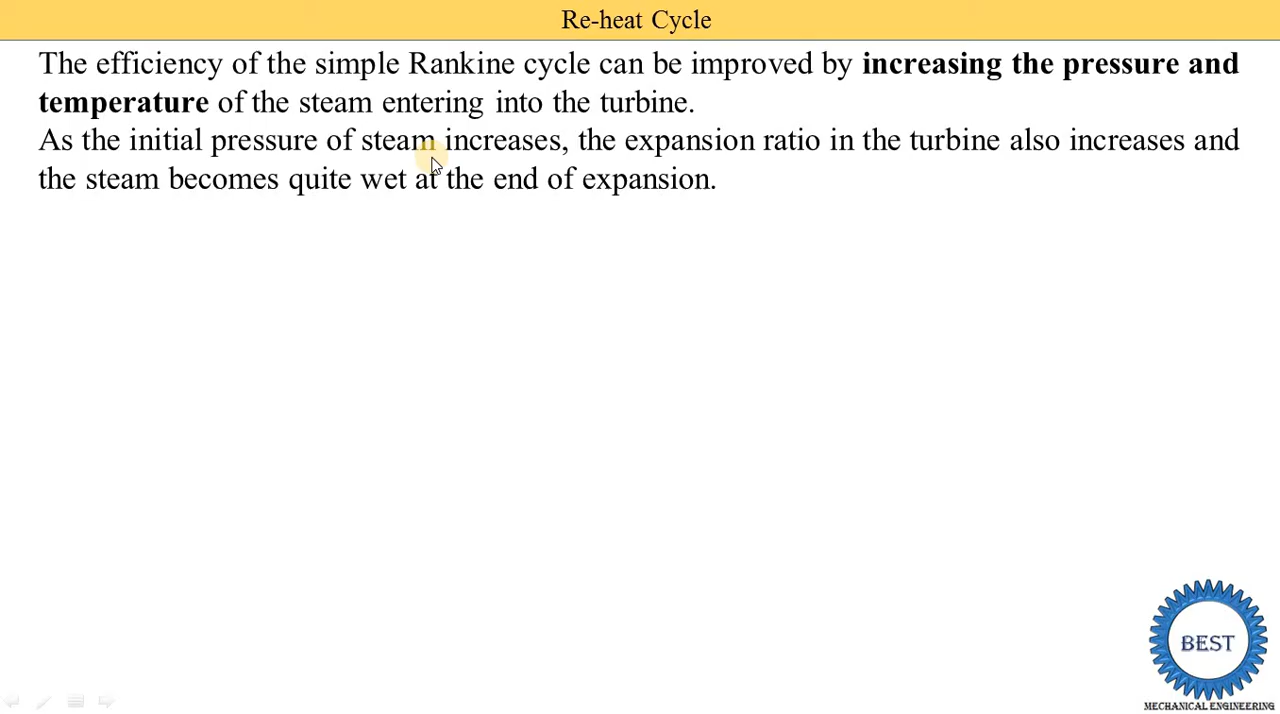 Re-heat Cycle
The efficiency of the simple Rankine cycle can be improved by increasing the pressure and
temperature of the steam entering into the turbine.
As the initial pressure of steam increases, the expansion ratio in the turbine also increases and
the steam becomes quite wet at the end of expansion.
BEST
MECHANICAL ENGINEERING